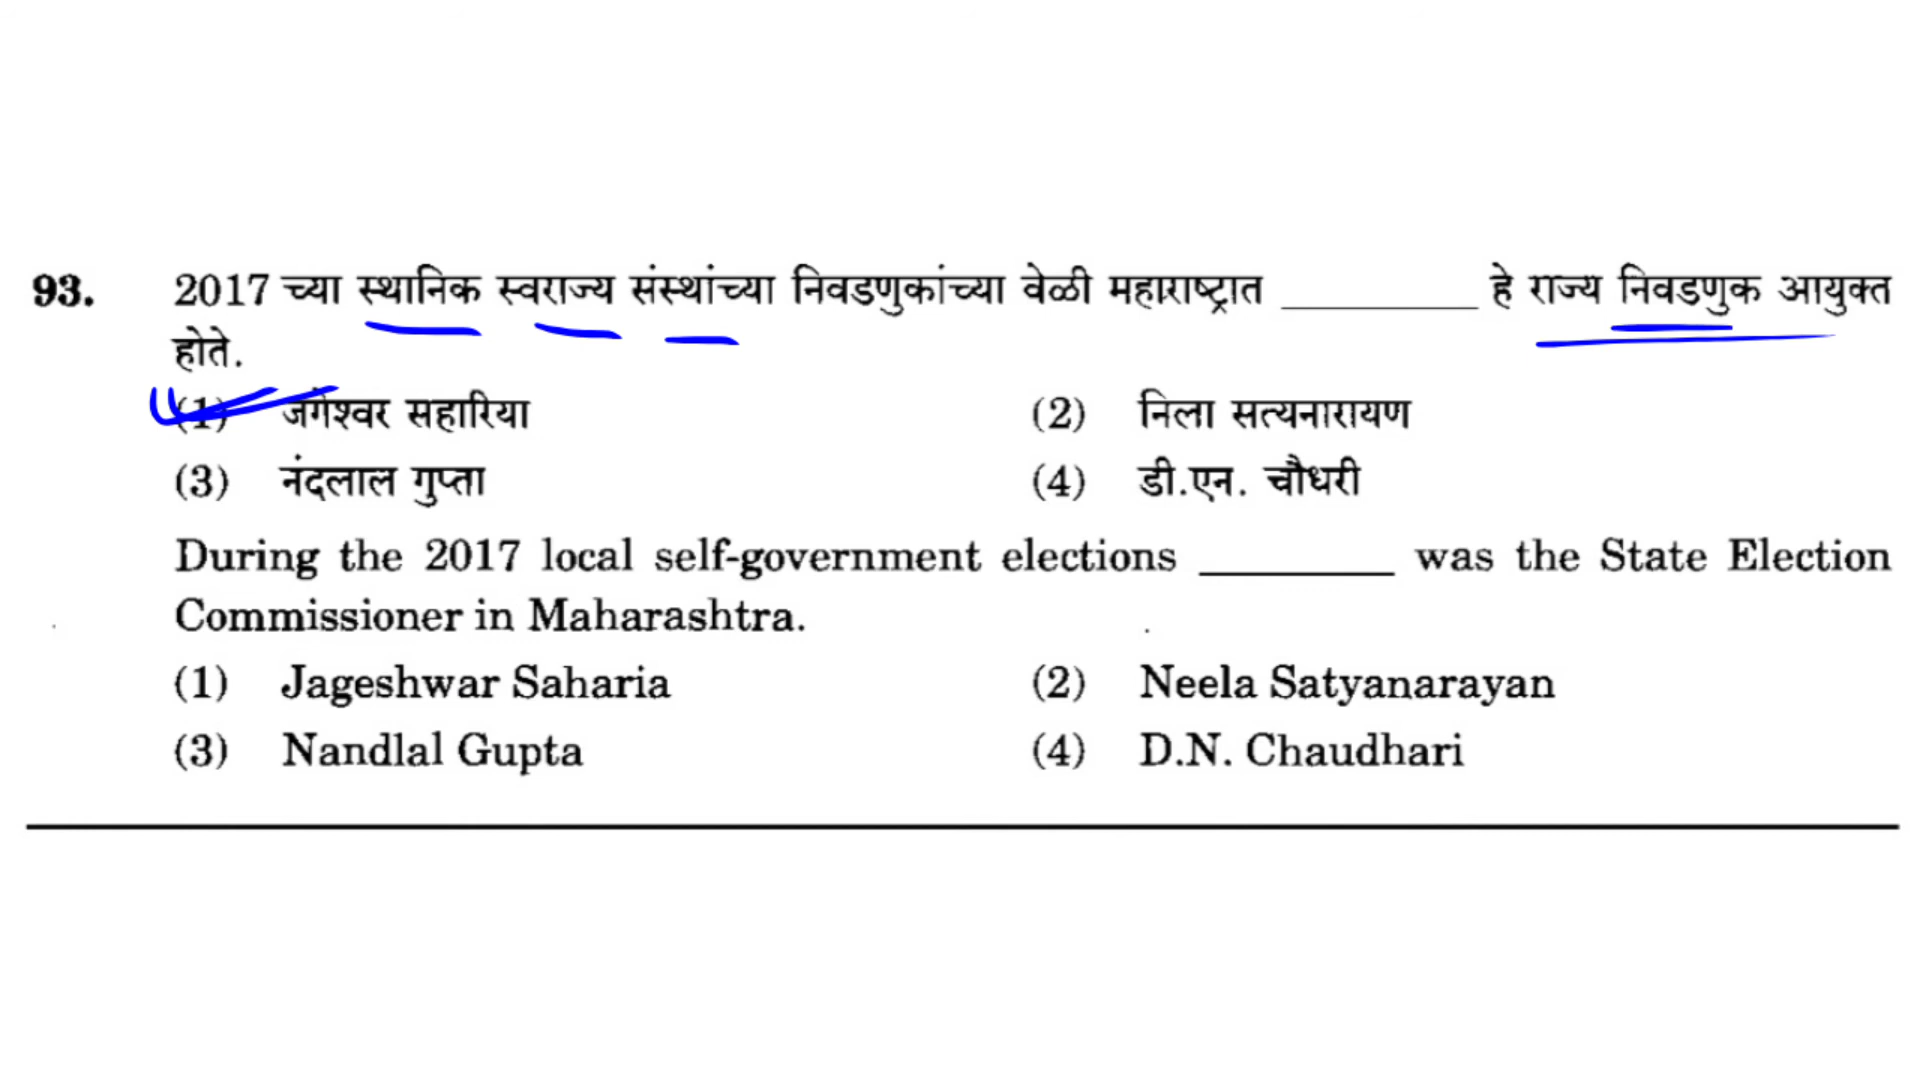 93. 2017 च्या स्थानिक स्वराज्य संस्थांच्या निवडणुकांच्या वेळी महाराष्ट्रात __________ हे राज्य निवडणुक आयुक्त
होते.
(1) जगेश्वर सहारिया (2) निला सत्यनारायण
(3) नंदलाल गुप्ता (4) डी.एन. चौधरी
During the 2017 local self-government elections __________ was the State Election
Commissioner in Maharashtra.
(1) Jageshwar Saharia (2) Neela Satyanarayan
(3) Nandlal Gupta (4) D.N. Chaudhari